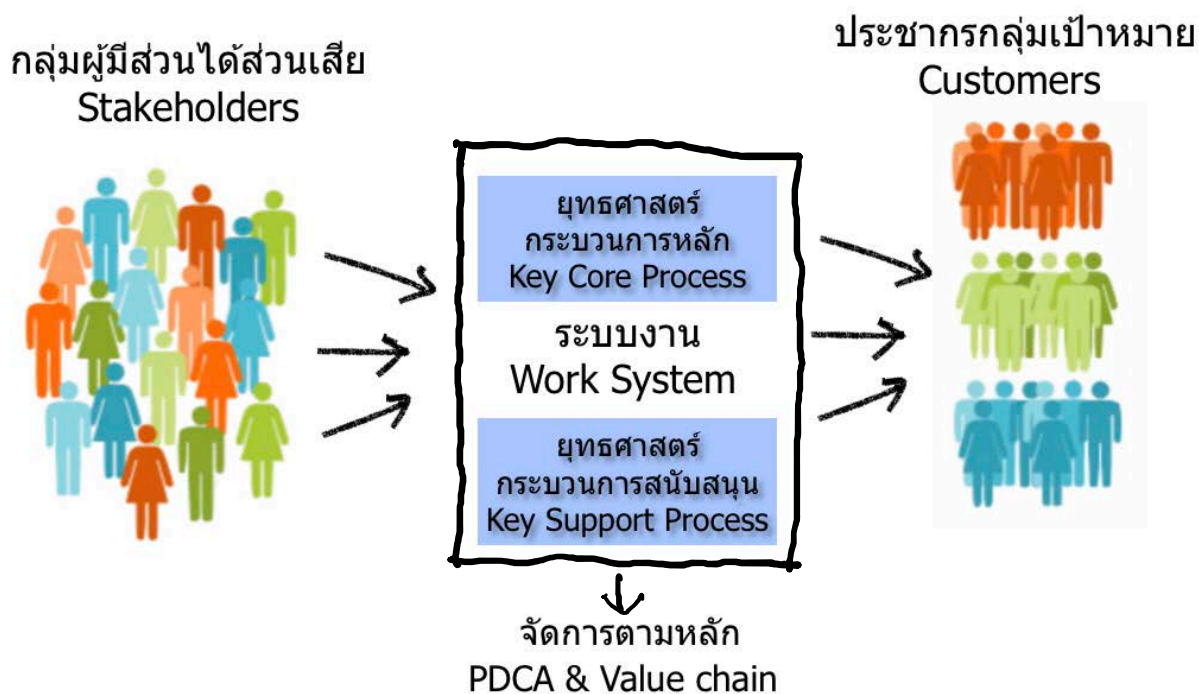 กลุ่มผู้มีส่วนได้ส่วนเสีย
Stakeholders
ประชากรกลุ่มเป้าหมาย
Customers
ยุทธศาสตร์
กระบวนการหลัก
Key Core Process
ระบบงาน
Work System
ยุทธศาสตร์
กระบวนการสนับสนุน
Key Support Process
จัดการตามหลัก
PDCA & Value chain